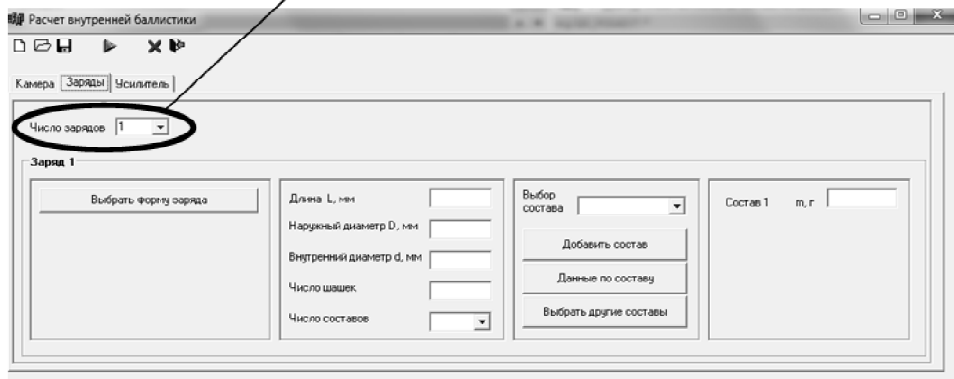 Расчет внутренней баллистики
Камера Заряды Усилитель
Число зарядов 1
Заряд 1
Выбрать форму заряда
Длина L, мм
Наружный диаметр D, мм
Внутренний диаметр d, мм
Число шашек
Число составов
Выбор
состава
Добавить состав
Данные по составу
Выбрать другие составы
Состав 1 m, г